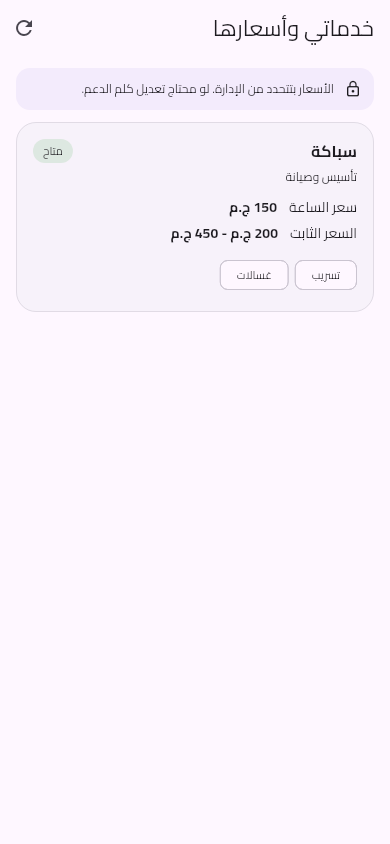 خدماتي وأسعارها
الأسعار بتتحدد من الإدارة. لو محتاج تعديل كلم الدعم.
سباكة
متاح
تأسيس وصيانة
سعر الساعة 150 ج.م
السعر الثابت 200 ج.م - 450 ج.م
تسريب
غسالات